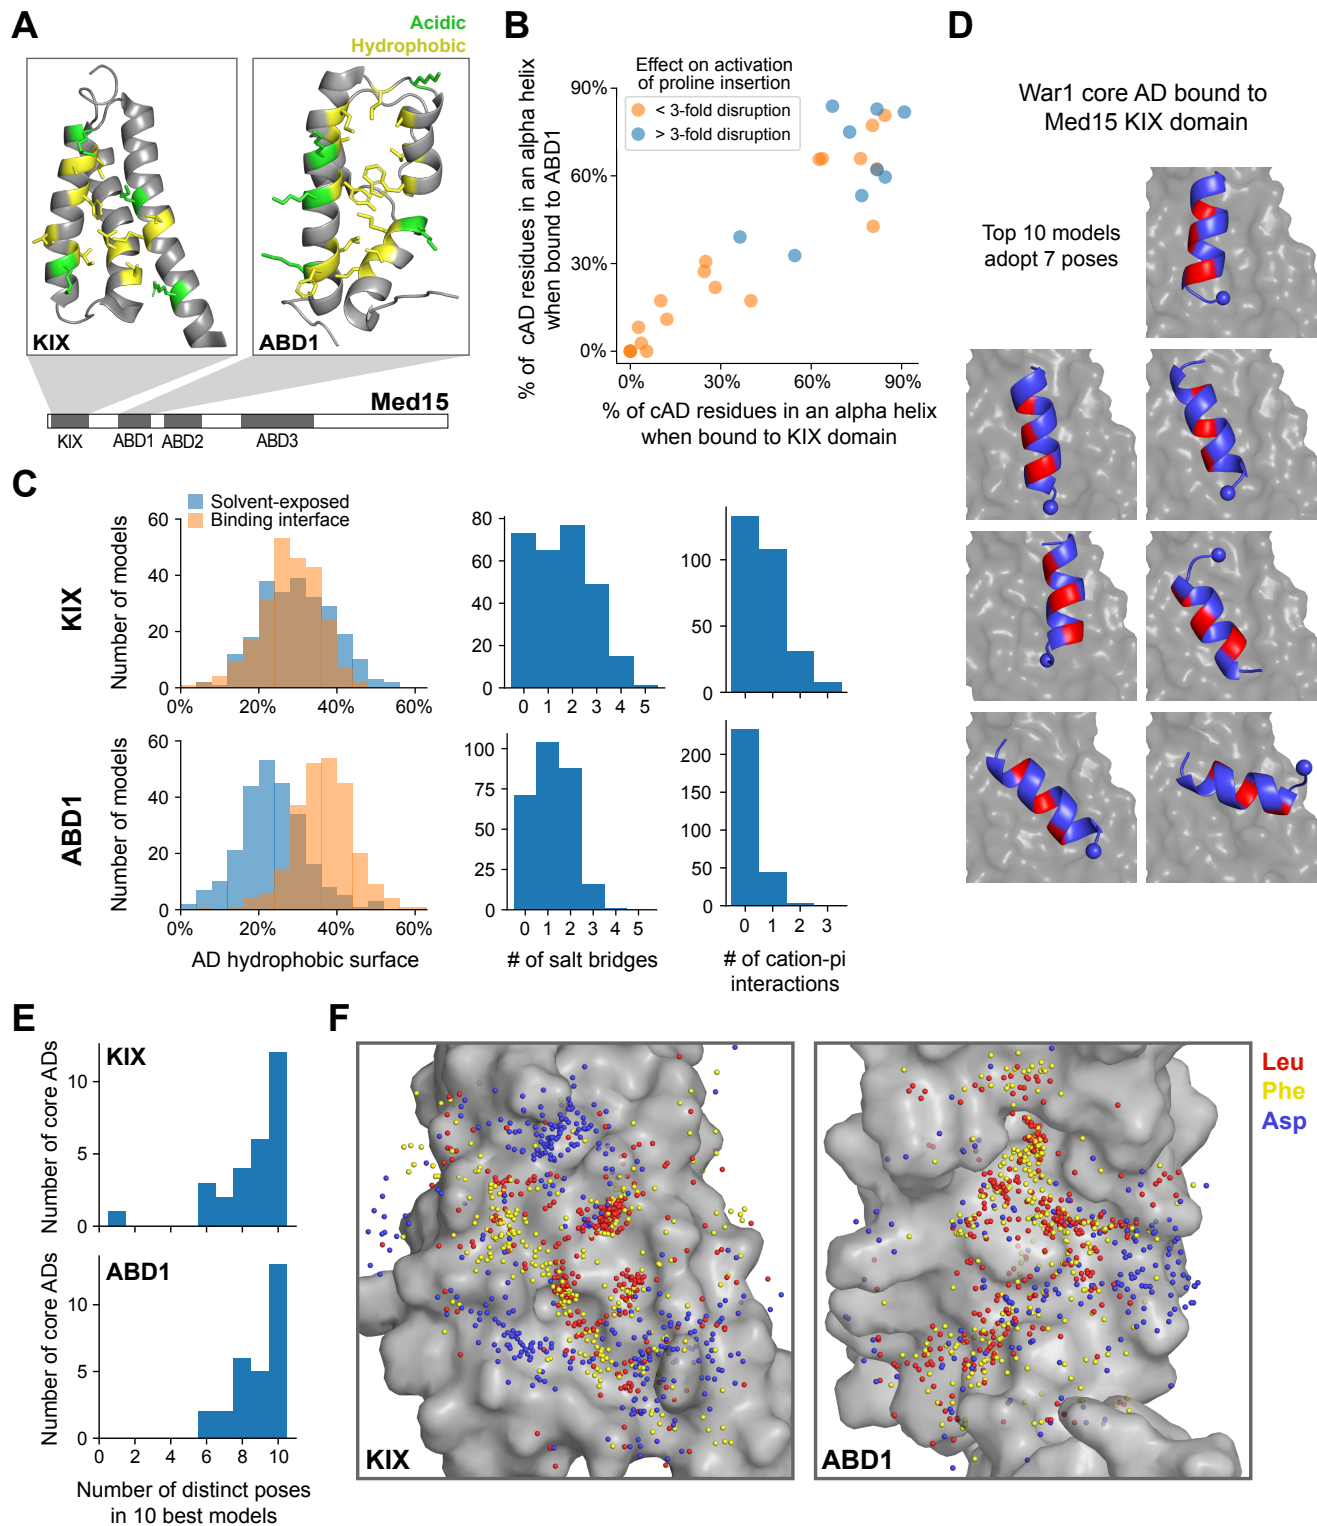 A
Acidic
Hydrophobic
KIX
ABD1
Med15
KIX
ABD1
ABD2
ABD3
B
Effect on activation
of proline insertion
< 3-fold disruption
> 3-fold disruption
% of cAD residues in an alpha helix
when bound to ABD1
90%
60%
30%
0%
0%
30%
60%
90%
% of cAD residues in an alpha helix
when bound to KIX domain
C
Solvent-exposed
Binding interface
KIX
Number of models
60
40
20
0
0%
20%
40%
60%
80
60
40
20
0
0
1
2
3
4
5
100
50
0
ABD1
Number of models
60
40
20
0
0%
20%
40%
60%
AD hydrophobic surface
100
75
50
25
0
0
1
2
3
4
5
# of salt bridges
200
150
100
50
0
0
1
2
3
# of cation-pi
interactions
D
War1 core AD bound to
Med15 KIX domain
Top 10 models
adopt 7 poses
E
KIX
Number of core ADs
10
5
0
ABD1
Number of core ADs
10
5
0
0
2
4
6
8
10
Number of distinct poses
in 10 best models
F
KIX
ABD1
Leu
Phe
Asp